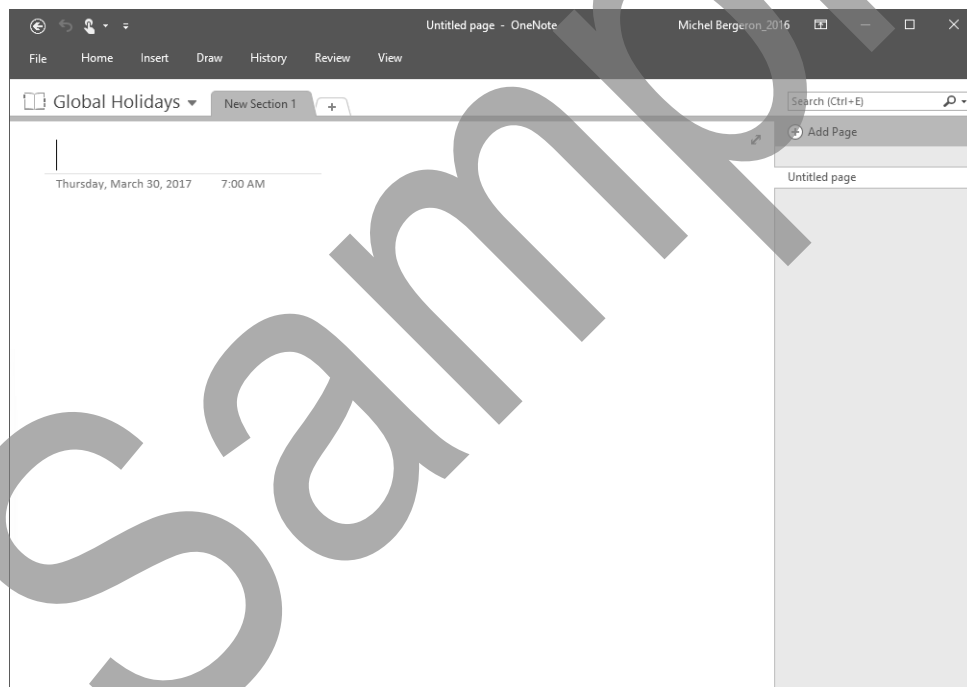 Untitled page - OneNote
Michel Bergeron_2016
File Home Insert Draw History Review View
Global Holidays New Section 1 +
Search (Ctrl+E)
Add Page
Thursday, March 30, 2017 7:00 AM
Untitled page
Sample